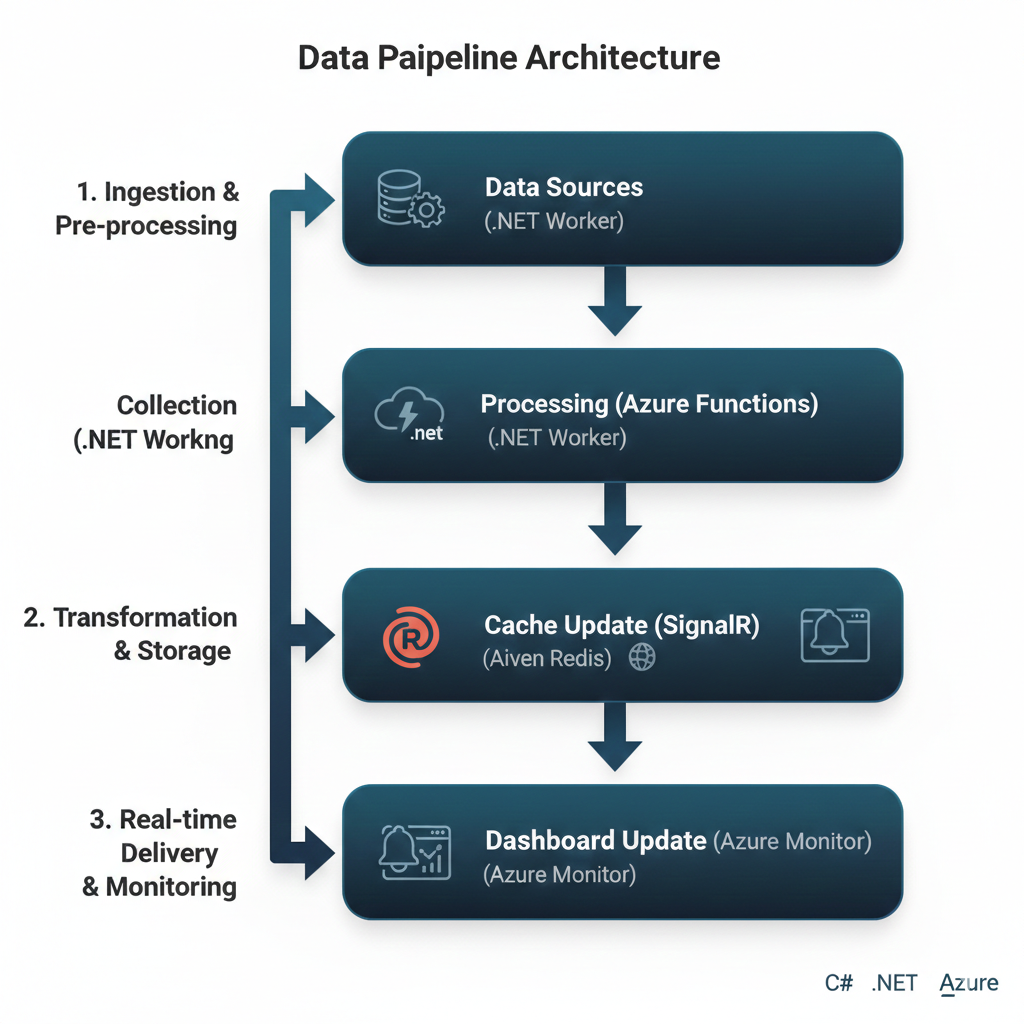 Data Paipeline Architecture
1. Ingestion &
Pre-processing
Data Sources
(.NET Worker)
Collection
(.NET Workng
.net
Processing (Azure Functions)
(.NET Worker)
2. Transformation
& Storage
R
Cache Update (SignalR)
(Aiven Redis)
3. Real-time
Delivery
& Monitoring
Dashboard Update (Azure Monitor)
(Azure Monitor)
C# .NET Azure